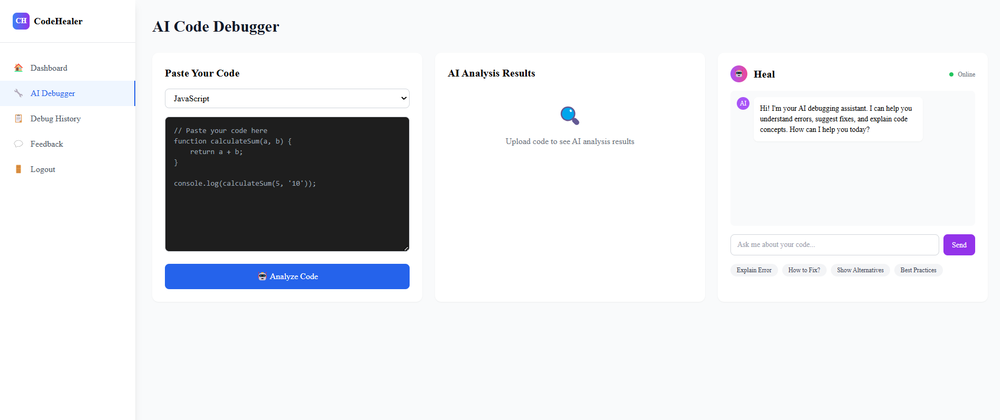 CH CodeHealer
Dashboard
AI Debugger
Debug History
Feedback
Logout
AI Code Debugger
Paste Your Code
JavaScript
// Paste your code here
function calculateSum(a, b) {
    return a + b;
}
console.log(calculateSum(5, '10'));
Analyze Code
AI Analysis Results
Upload code to see AI analysis results
Heal
Online
AI
Hi! I'm your AI debugging assistant. I can help you
understand errors, suggest fixes, and explain code
concepts. How can I help you today?
Ask me about your code...
Send
Explain Error
How to Fix?
Show Alternatives
Best Practices